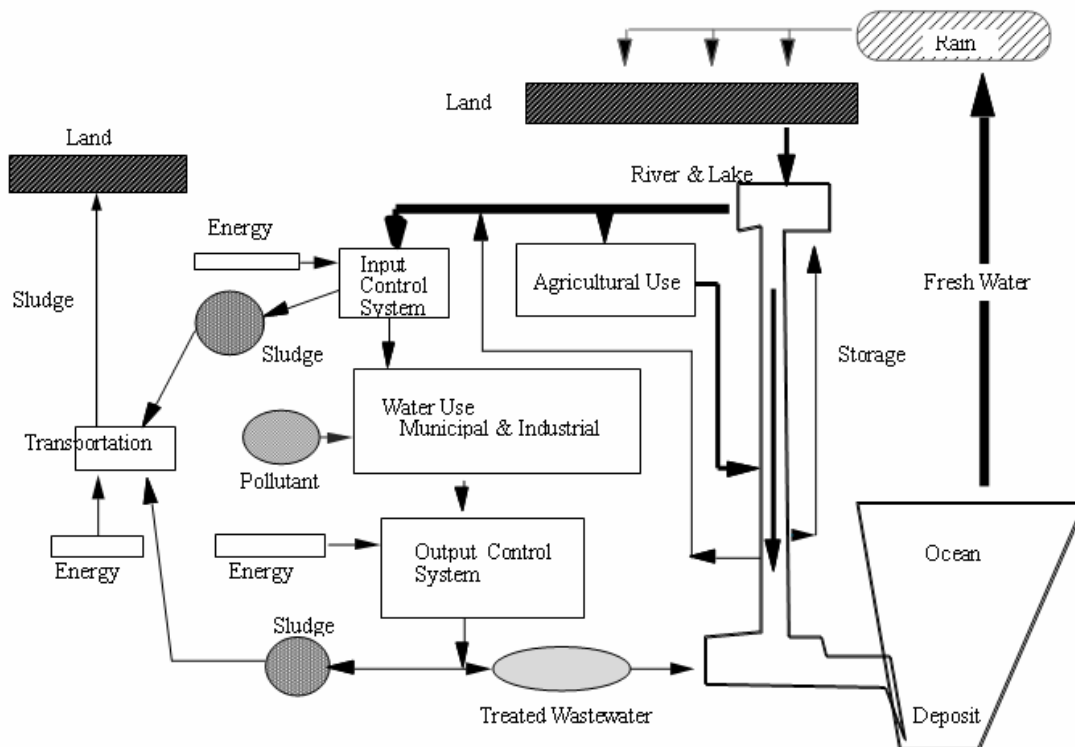 Rain
Land
Land
River & Lake
Energy
Input
Control
System
Agricultural Use
Sludge
Fresh Water
Sludge
Storage
Water Use
Municipal & Industrial
Transportation
Pollutant
Output Control
System
Ocean
Energy
Energy
Sludge
Treated Wastewater
Deposit